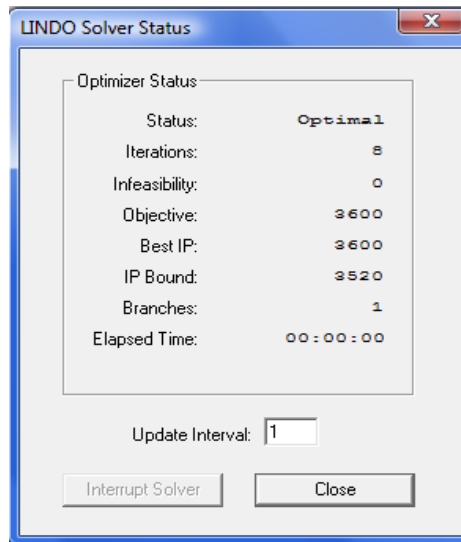 LINDO Solver Status
Optimizer Status
Status: Optimal
Iterations: 8
Infeasibility: 0
Objective: 3600
Best IP: 3600
IP Bound: 3520
Branches: 1
Elapsed Time: 00:00:00
Update Interval: 1
Interrupt Solver Close